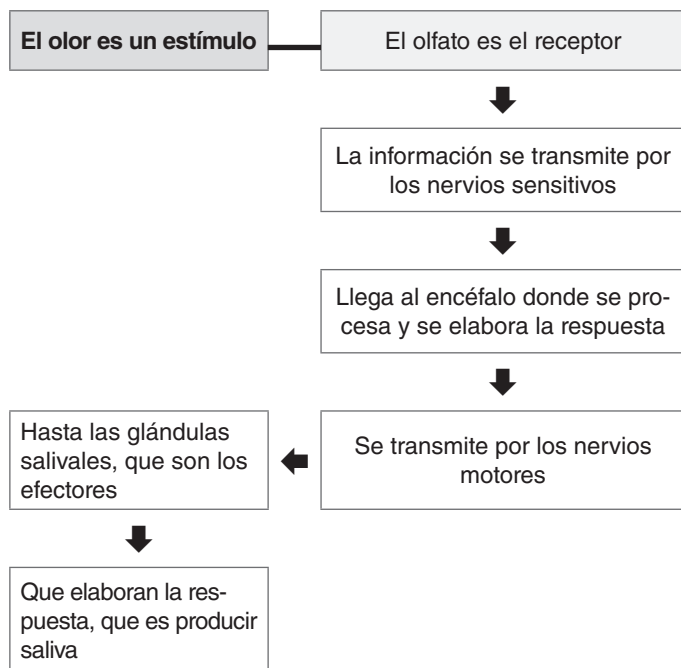 El olor es un estímulo
El olfato es el receptor
La información se transmite por
los nervios sensitivos
Llega al encéfalo donde se pro-
cesa y se elabora la respuesta
Se transmite por los nervios
motores
Hasta las glándulas
salivales, que son los
efectores
Que elaboran la res-
puesta, que es producir
saliva